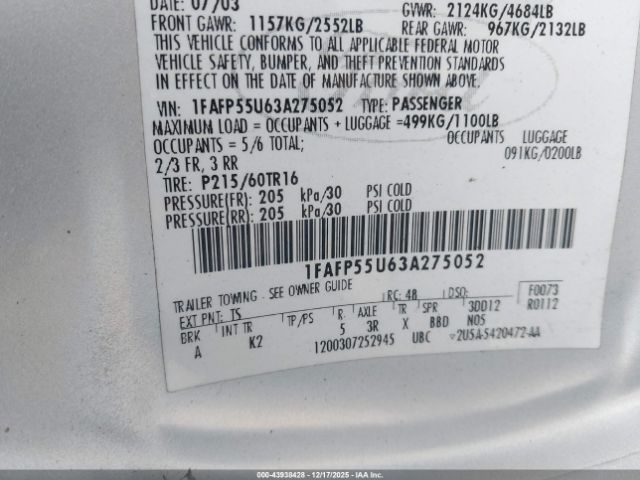 DATE: 07/03
GVWR: 2124KG/4684LB
FRONT GAWR: 1157KG/2552LB REAR GAWR: 967KG/2132LB
THIS VEHICLE CONFORMS TO ALL APPLICABLE FEDERAL MOTOR
VEHICLE SAFETY, BUMPER, AND THEFT PREVENTION STANDARDS
IN EFFECT ON THE DATE OF MANUFACTURE SHOWN ABOVE.
VIN: 1FAFP55U63A275052 TYPE: PASSENGER
MAXIMUM LOAD = OCCUPANTS + LUGGAGE =499KG/1100LB
OCCUPANTS = 5/6 TOTAL; OCCUPANTS LUGGAGE
2/3 FR, 3 RR 091KG/0200LB
TIRE: P215/60TR16
PRESSURE(FR): 205 kPa/30 PSI COLD
PRESSURE(RR): 205 kPa/30 PSI COLD
1FAFP55U63A275052
TRAILER TOWING - SEE OWNER GUIDE
EXT PNT: TS RC: 48 DSO: F0073
BRK INT TR TP/PS R. AXLE TR SPR 3DD12 R0112
A K2 5 3R X BBD N05
1200307252945 UBC 2U5A-5420472-AA
000-43938428 - 12/17/2025 - COPART